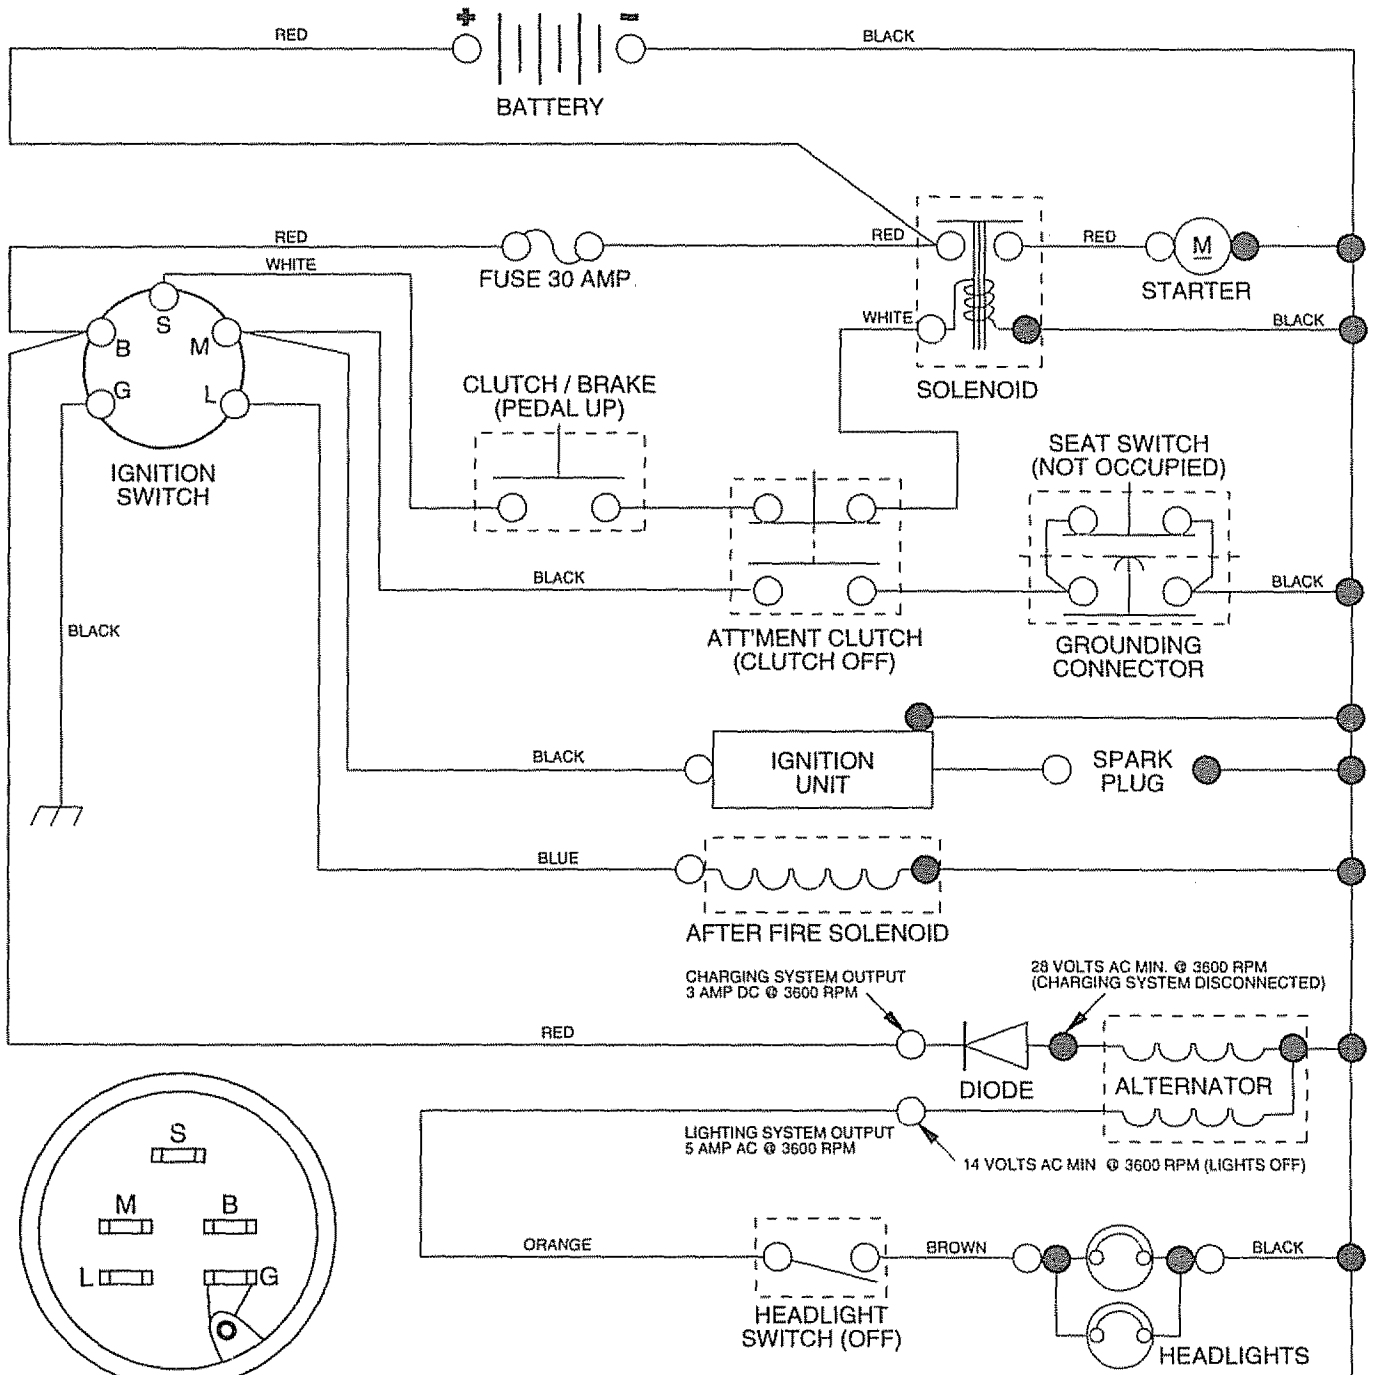 + −
RED
BLACK
BATTERY
RED
RED
RED
M
WHITE
FUSE 30 AMP.
STARTER
S
B
M
WHITE
BLACK
G
L
CLUTCH / BRAKE
(PEDAL UP)
SOLENOID
IGNITION
SWITCH
SEAT SWITCH
(NOT OCCUPIED)
BLACK
BLACK
BLACK
ATT'MENT CLUTCH
(CLUTCH OFF)
GROUNDING
CONNECTOR
BLACK
IGNITION
UNIT
SPARK
PLUG
BLUE
AFTER FIRE SOLENOID
CHARGING SYSTEM OUTPUT
3 AMP DC @ 3600 RPM
28 VOLTS AC MIN. @ 3600 RPM
(CHARGING SYSTEM DISCONNECTED)
RED
DIODE
ALTERNATOR
LIGHTING SYSTEM OUTPUT
5 AMP AC @ 3600 RPM
14 VOLTS AC MIN @ 3600 RPM (LIGHTS OFF)
S
M
B
L
G
ORANGE
BROWN
BLACK
HEADLIGHT
SWITCH (OFF)
HEADLIGHTS